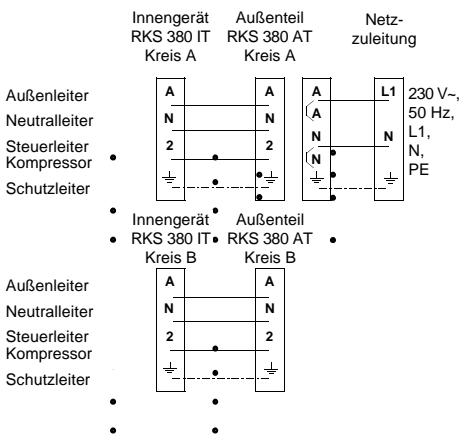 Innengerät Außenteil Netz-
RKS 380 IT RKS 380 AT zuleitung
Kreis A Kreis A
A A A L1 230 V~,
Außenleiter
A 50 Hz,
Neutralleiter N N L1,
N N N,
Steuerleiter 2 2
Kompressor N PE
Schutzleiter
Innengerät Außenteil
RKS 380 IT RKS 380 AT
Kreis B Kreis B
Außenleiter A A
Neutralleiter N N
Steuerleiter 2 2
Kompressor
Schutzleiter